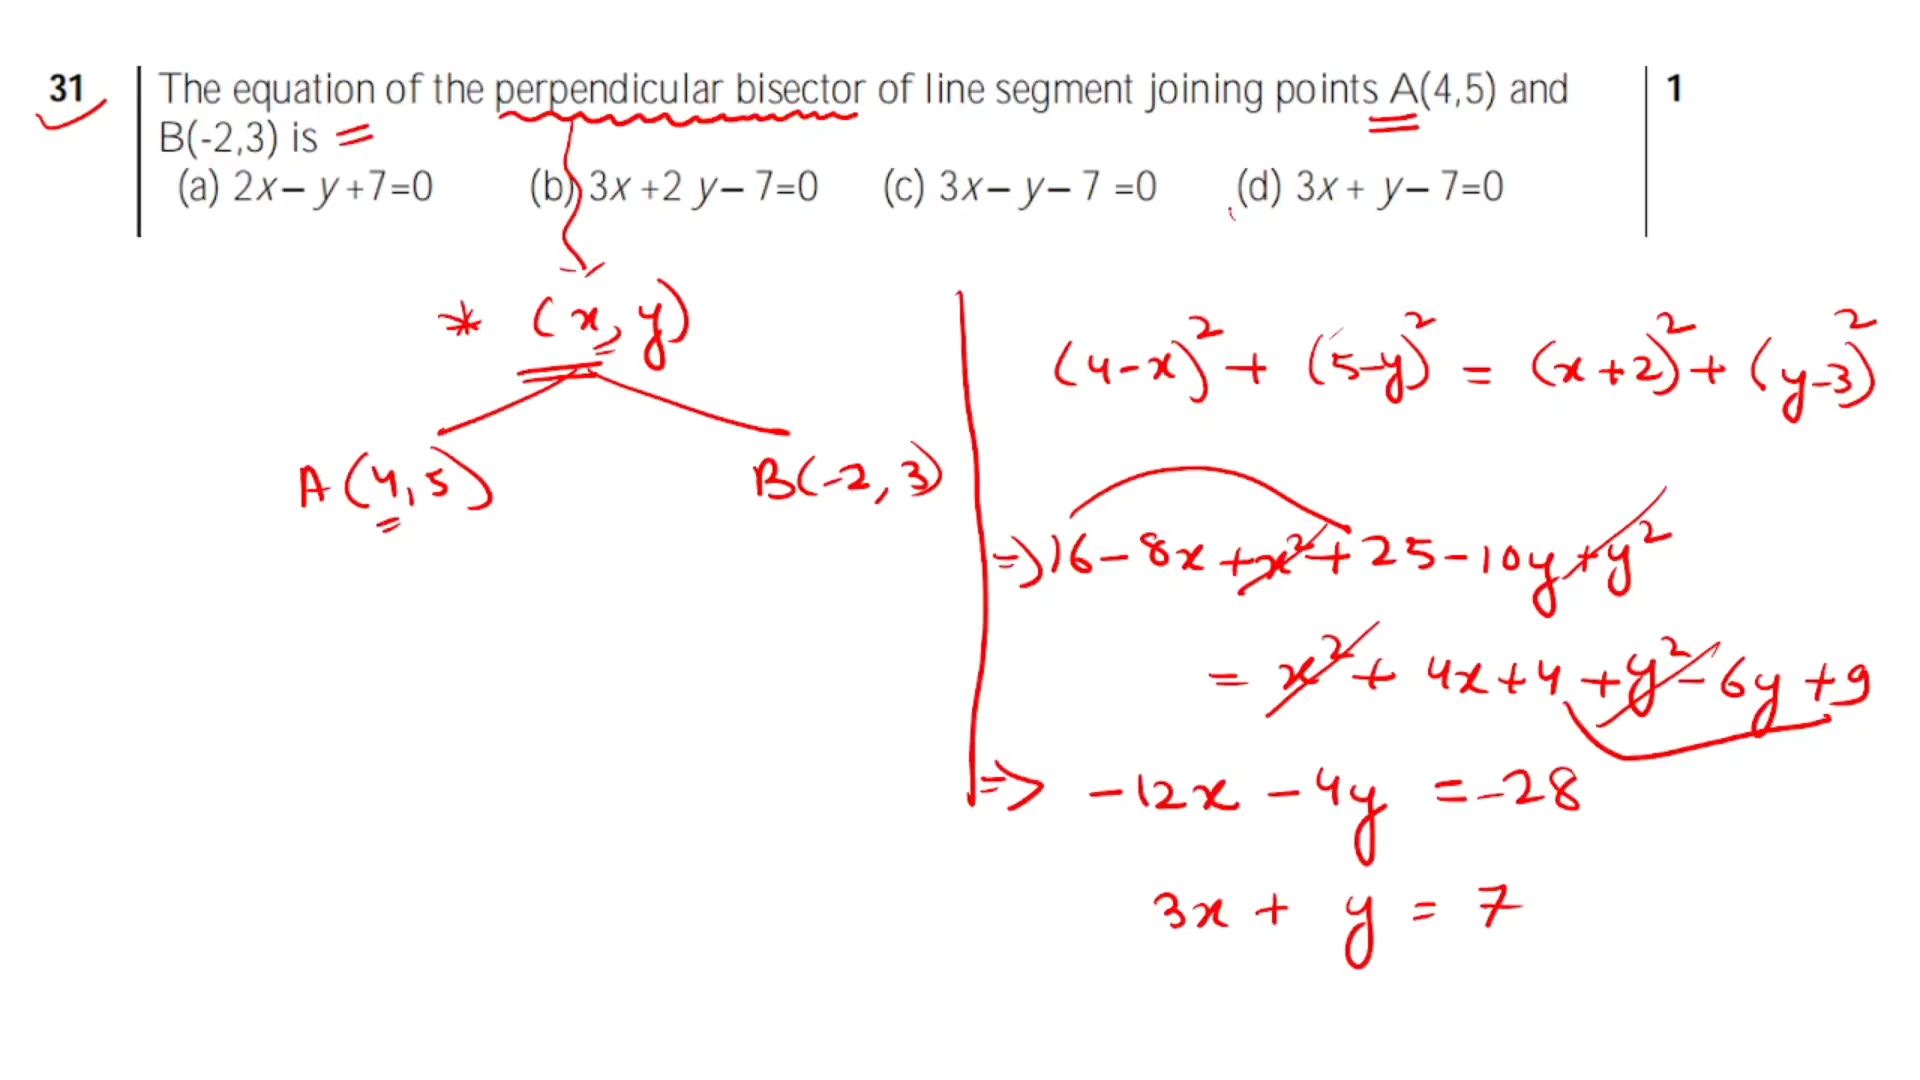 31 The equation of the perpendicular bisector of line segment joining points A(4,5) and 1
B(-2,3) is =
(a) 2x– y+7=0 (b) 3x +2 y– 7=0 (c) 3x– y– 7 =0 (d) 3x + y– 7=0
* (x, y)
A (4, 5) B(-2, 3)
(4-x)² + (5-y)² = (x+2)² + (y-3)²
=> 16 - 8x + x² + 25 - 10y + y²
= x² + 4x + 4 + y² - 6y + 9
=> -12x - 4y = -28
3x + y = 7